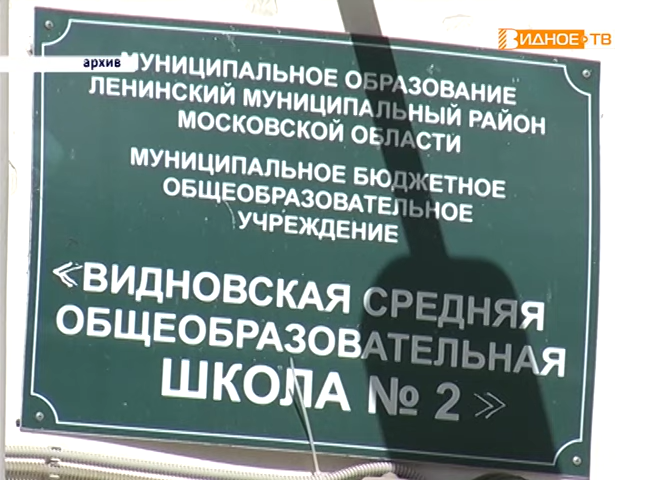 ВИДНОЕ ТВ
архив
МУНИЦИПАЛЬНОЕ ОБРАЗОВАНИЕ
ЛЕНИНСКИЙ МУНИЦИПАЛЬНЫЙ РАЙОН
МОСКОВСКОЙ ОБЛАСТИ
МУНИЦИПАЛЬНОЕ БЮДЖЕТНОЕ
ОБЩЕОБРАЗОВАТЕЛЬНОЕ
УЧРЕЖДЕНИЕ
«ВИДНОВСКАЯ СРЕДНЯЯ
ОБЩЕОБРАЗОВАТЕЛЬНАЯ
ШКОЛА № 2»